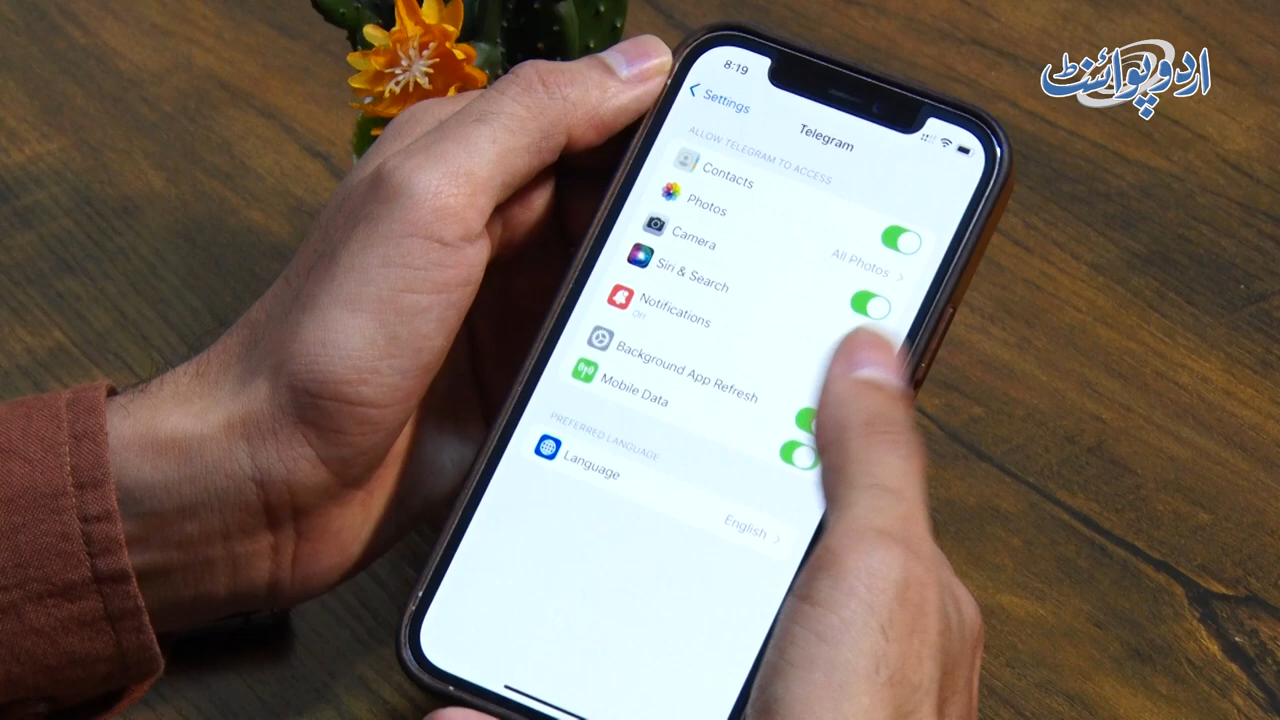 اردو پوائنٹ
8:19
Settings
Telegram
ALLOW TELEGRAM TO ACCESS
Contacts
Photos
All Photos
Camera
Siri & Search
Notifications
Off
Background App Refresh
Mobile Data
PREFERRED LANGUAGE
Language
English